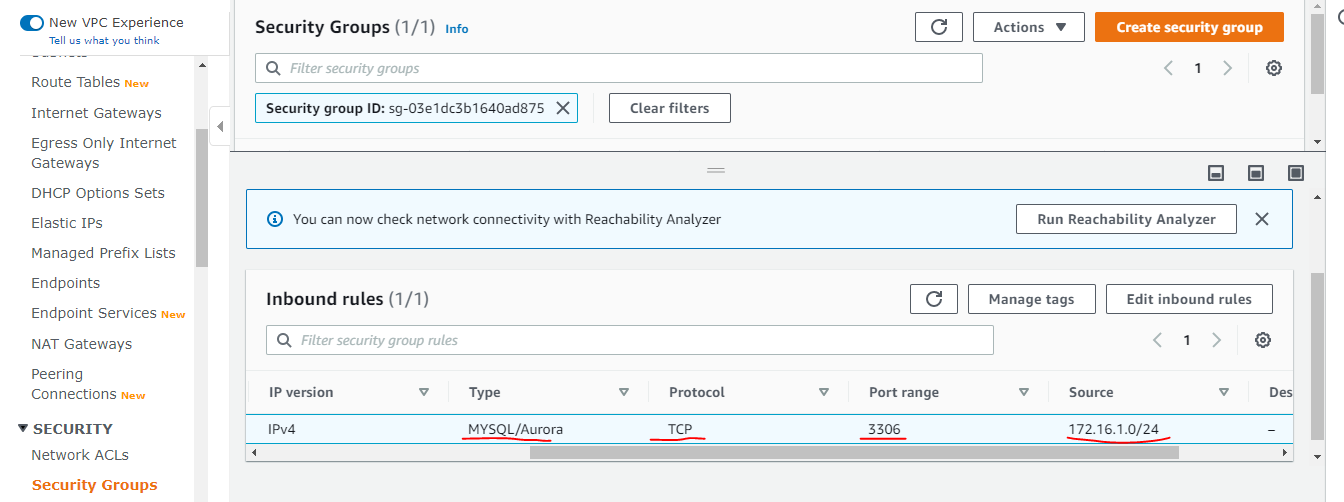 New VPC Experience
Tell us what you think
Route Tables New
Internet Gateways
Egress Only Internet
Gateways
DHCP Options Sets
Elastic IPs
Managed Prefix Lists
Endpoints
Endpoint Services New
NAT Gateways
Peering
Connections New
SECURITY
Network ACLs
Security Groups
Security Groups (1/1) Info
Actions
Create security group
Filter security groups
1
Security group ID: sg-03e1dc3b1640ad875
Clear filters
You can now check network connectivity with Reachability Analyzer
Run Reachability Analyzer
Inbound rules (1/1)
Manage tags
Edit inbound rules
Filter security group rules
1
IP version Type Protocol Port range Source Des
IPv4 MYSQL/Aurora TCP 3306 172.16.1.0/24 –